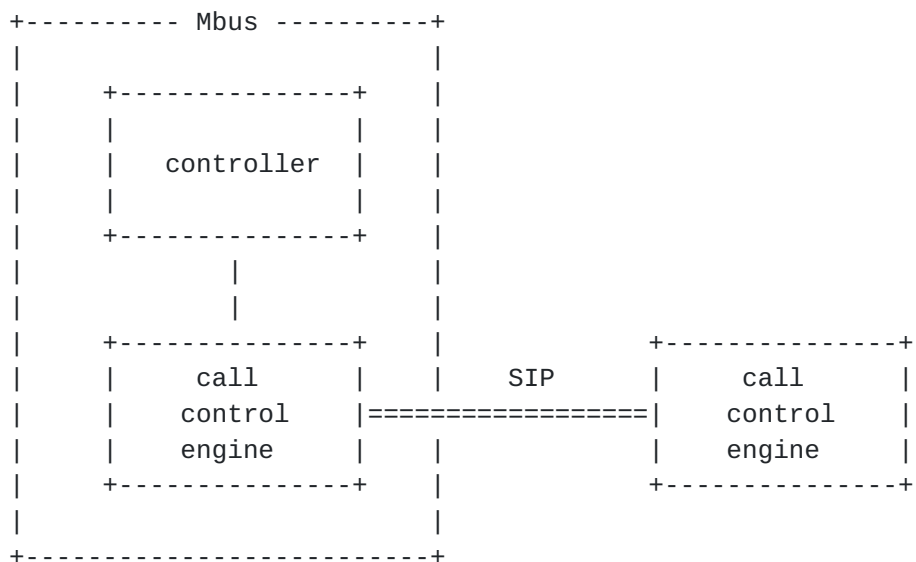 Mbus
controller
call
control
engine
SIP
call
control
engine